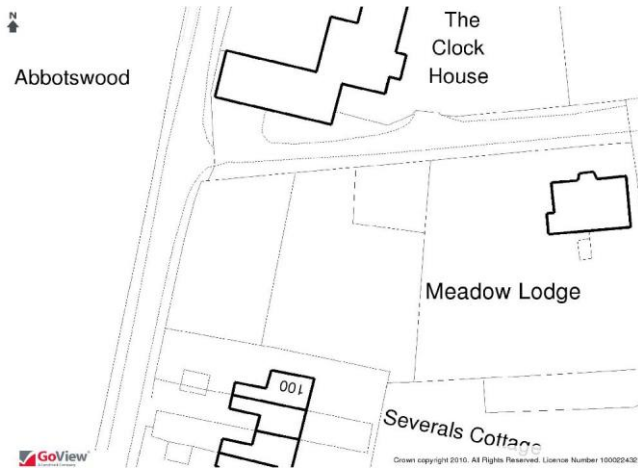 N
The
Clock
House
Abbotswood
Meadow Lodge
100
Severals Cottage
GoView
Crown copyright 2010. All Rights Reserved. Licence Number 100022432